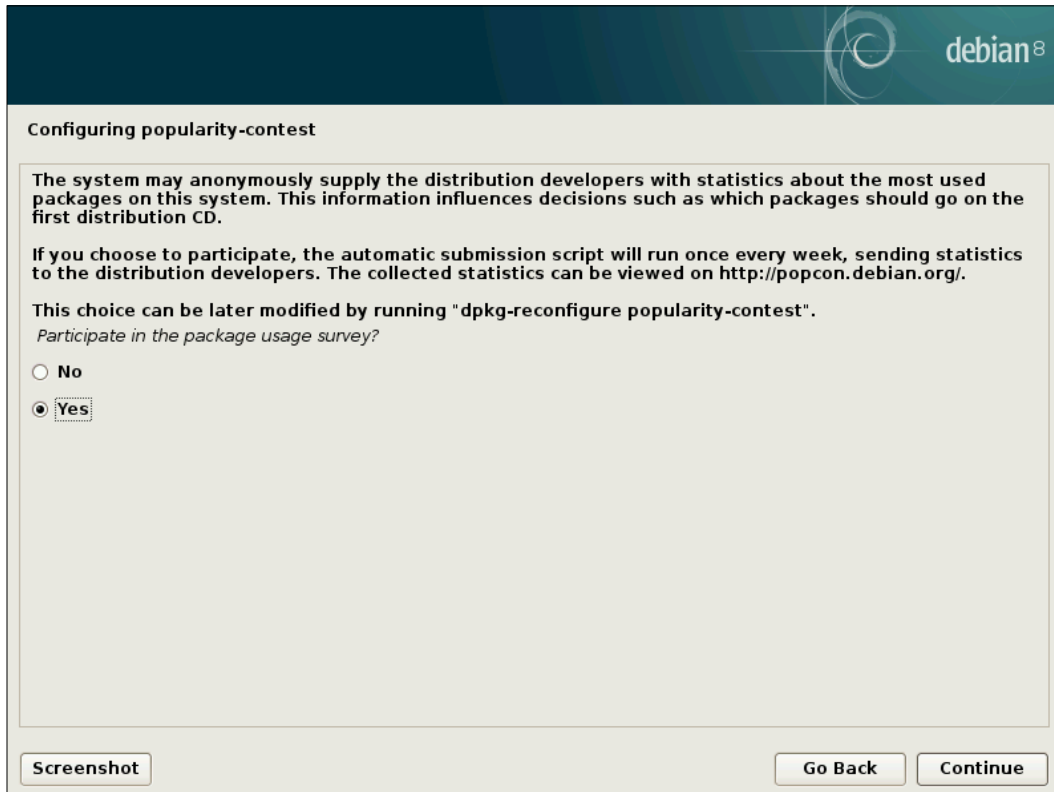 debian 8
Configuring popularity-contest
The system may anonymously supply the distribution developers with statistics about the most used
packages on this system. This information influences decisions such as which packages should go on the
first distribution CD.
If you choose to participate, the automatic submission script will run once every week, sending statistics
to the distribution developers. The collected statistics can be viewed on http://popcon.debian.org/.
This choice can be later modified by running "dpkg-reconfigure popularity-contest".
Participate in the package usage survey?
No
Yes
Screenshot
Go Back
Continue